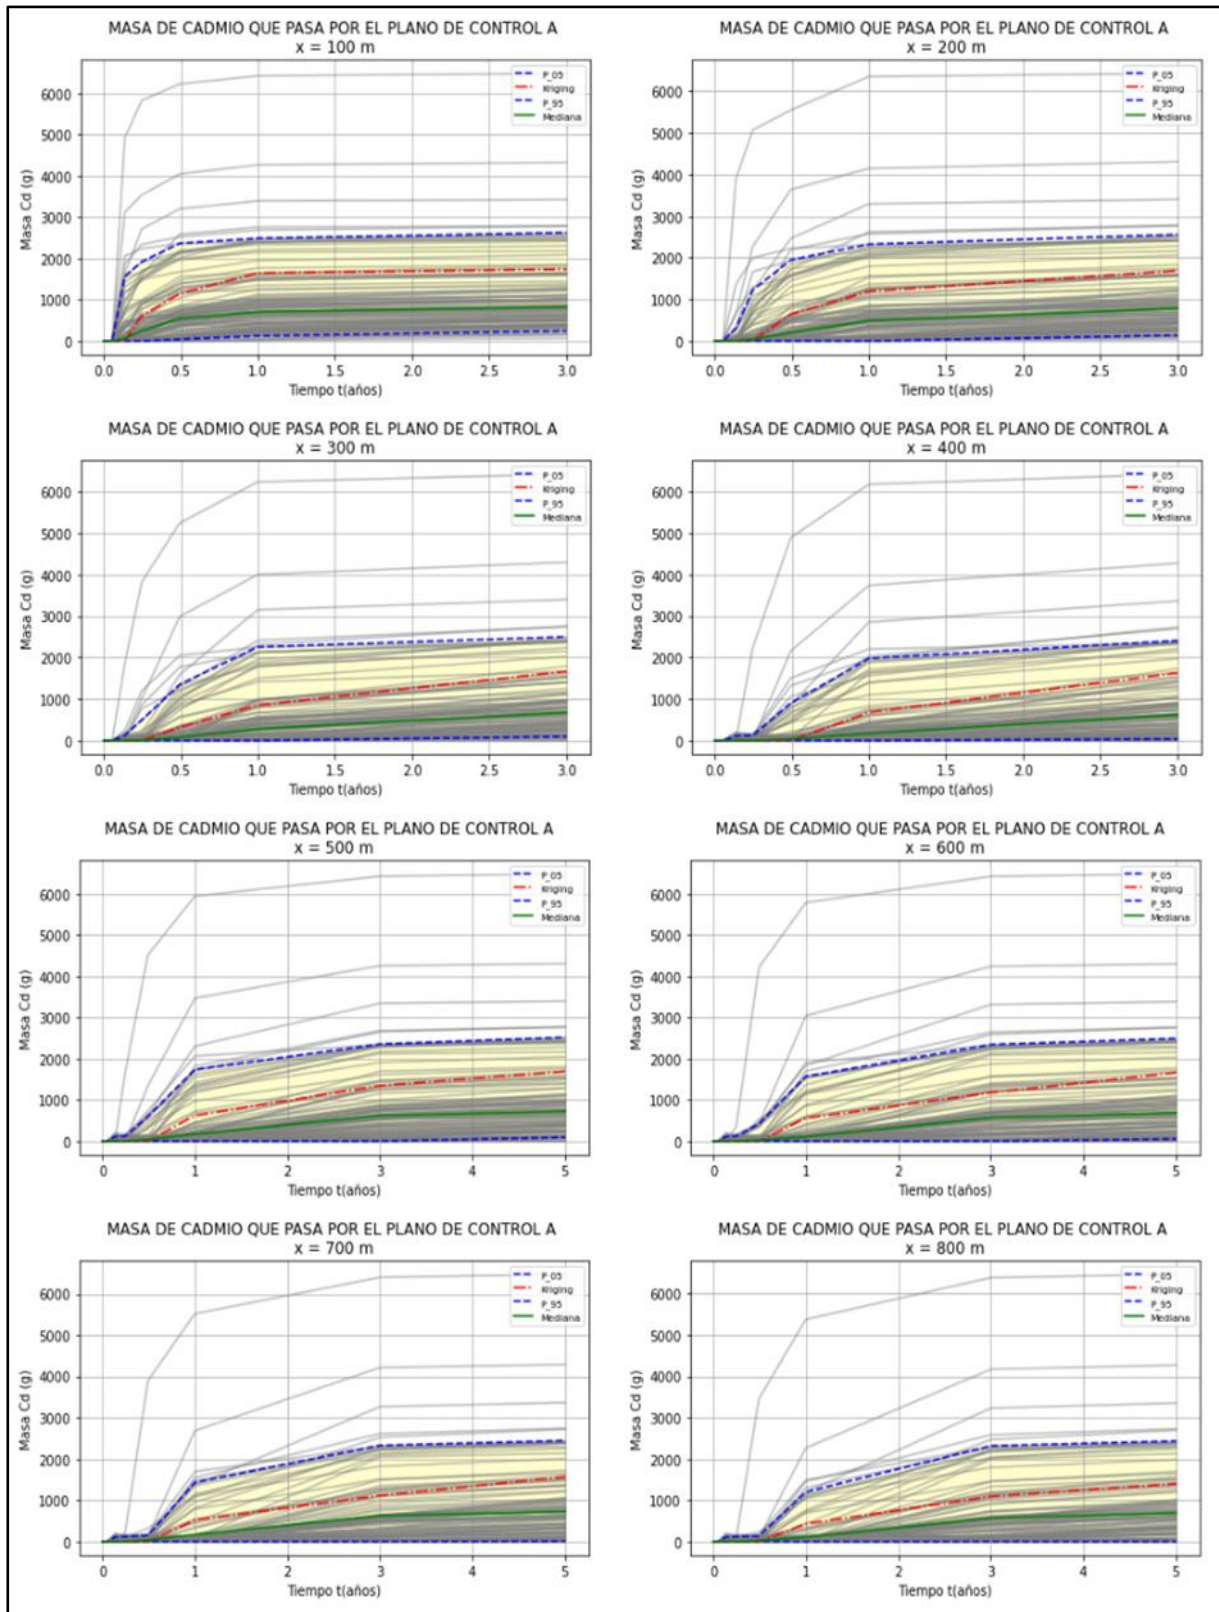 MASA DE CADMIO QUE PASA POR EL PLANO DE CONTROL A
x = 100 m
6000
5000
4000
3000
2000
1000
0
Masa Cd (g)
P_05
Kriging
P_95
Mediana
0.0 0.5 1.0 1.5 2.0 2.5 3.0
Tiempo t(años)
MASA DE CADMIO QUE PASA POR EL PLANO DE CONTROL A
x = 200 m
6000
5000
4000
3000
2000
1000
0
Masa Cd (g)
P_05
Kriging
P_95
Mediana
0.0 0.5 1.0 1.5 2.0 2.5 3.0
Tiempo t(años)
MASA DE CADMIO QUE PASA POR EL PLANO DE CONTROL A
x = 300 m
6000
5000
4000
3000
2000
1000
0
Masa Cd (g)
P_05
Kriging
P_95
Mediana
0.0 0.5 1.0 1.5 2.0 2.5 3.0
Tiempo t(años)
MASA DE CADMIO QUE PASA POR EL PLANO DE CONTROL A
x = 400 m
6000
5000
4000
3000
2000
1000
0
Masa Cd (g)
P_05
Kriging
P_95
Mediana
0.0 0.5 1.0 1.5 2.0 2.5 3.0
Tiempo t(años)
MASA DE CADMIO QUE PASA POR EL PLANO DE CONTROL A
x = 500 m
6000
5000
4000
3000
2000
1000
0
Masa Cd (g)
P_05
Kriging
P_95
Mediana
0 1 2 3 4 5
Tiempo t(años)
MASA DE CADMIO QUE PASA POR EL PLANO DE CONTROL A
x = 600 m
6000
5000
4000
3000
2000
1000
0
Masa Cd (g)
P_05
Kriging
P_95
Mediana
0 1 2 3 4 5
Tiempo t(años)
MASA DE CADMIO QUE PASA POR EL PLANO DE CONTROL A
x = 700 m
6000
5000
4000
3000
2000
1000
0
Masa Cd (g)
P_05
Kriging
P_95
Mediana
0 1 2 3 4 5
Tiempo t(años)
MASA DE CADMIO QUE PASA POR EL PLANO DE CONTROL A
x = 800 m
6000
5000
4000
3000
2000
1000
0
Masa Cd (g)
P_05
Kriging
P_95
Mediana
0 1 2 3 4 5
Tiempo t(años)